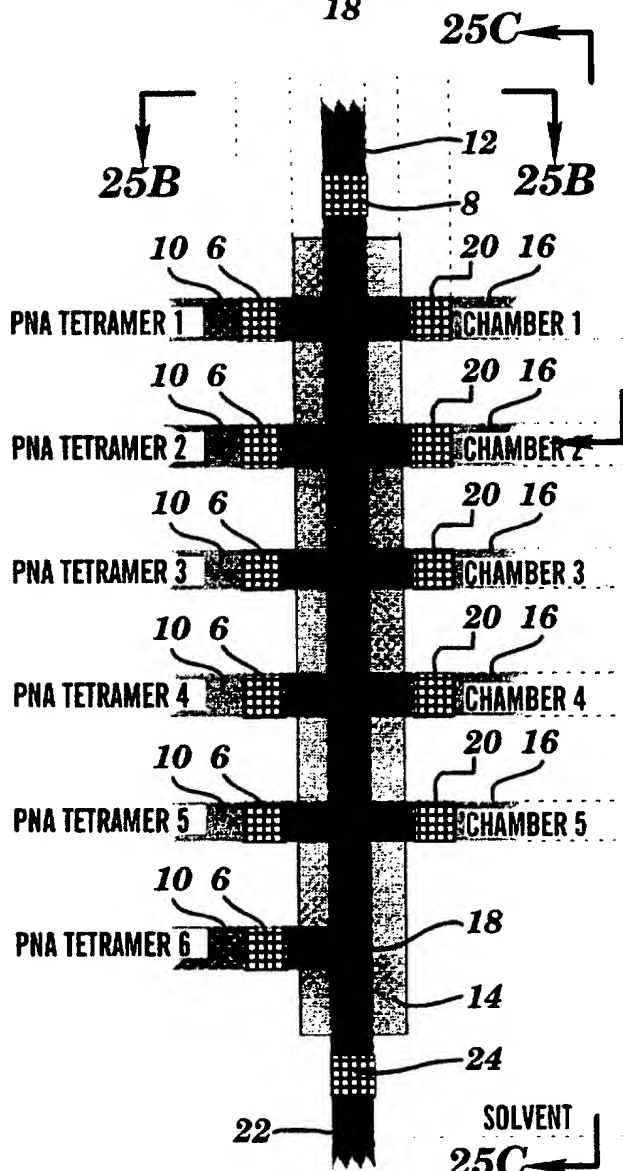 18
25C
25B 25B
12
8
10 6 20 16
PNA TETRAMER 1 CHAMBER 1
10 6 20 16
PNA TETRAMER 2 CHAMBER 2
10 6 20 16
PNA TETRAMER 3 CHAMBER 3
10 6 20 16
PNA TETRAMER 4 CHAMBER 4
10 6 20 16
PNA TETRAMER 5 CHAMBER 5
10 6
PNA TETRAMER 6
18
14
24
22
SOLVENT
25C